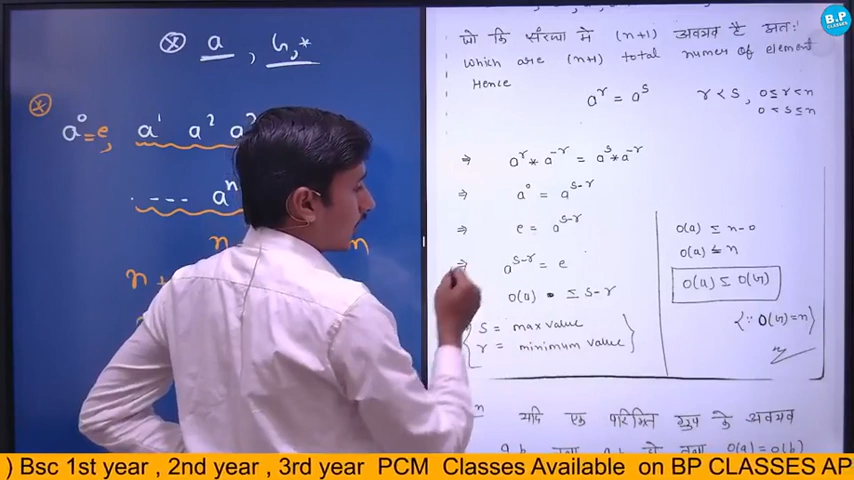 ⊛ a , G,*
⊛
a⁰=e, a¹ a² a³
.--- aⁿ
n
n
n+
जो कि संख्या मे (n+1) अवयव है अतः
which are (n+1) total numer of element
Hence
aʳ = aˢ r < s, 0≤r<n
0<s≤n
⇒ aʳ * a⁻ʳ = aˢ * a⁻ʳ
⇒ a⁰ = aˢ⁻ʳ
⇒ e = aˢ⁻ʳ
⇒ aˢ⁻ʳ = e
O(a) ≤ s-r
{ s = max value
r = minimum value }
O(a) ≤ n-0
O(a) ≤ n
O(a) ≤ O(G)
{∵ O(G)=n}
n यदि एक परिमित ग्रुप के अवयव
O(a) = O(b)
B.P
CLASSES
) Bsc 1st year , 2nd year , 3rd year PCM Classes Available on BP CLASSES AP